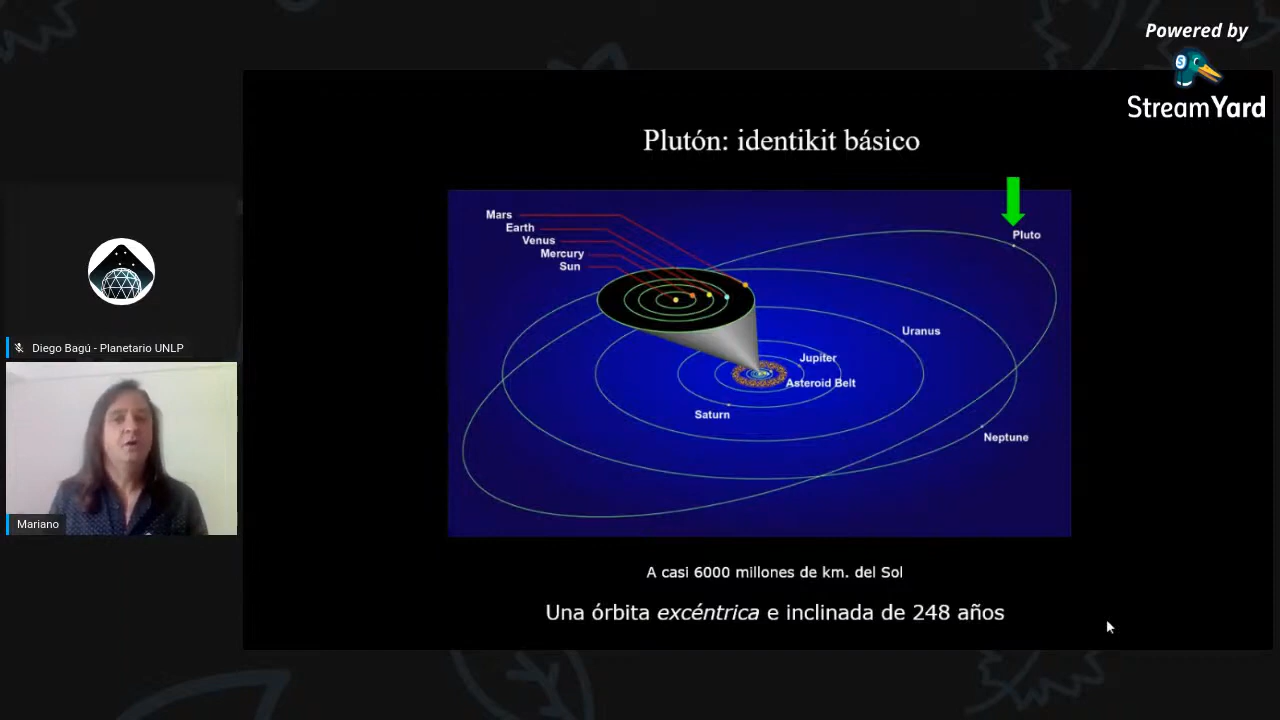 Powered by
StreamYard
Plutón: identikit básico
Mars
Earth
Venus
Mercury
Sun
Pluto
Uranus
Jupiter
Asteroid Belt
Saturn
Neptune
A casi 6000 millones de km. del Sol
Una órbita excéntrica e inclinada de 248 años
Diego Bagú - Planetario UNLP
Mariano